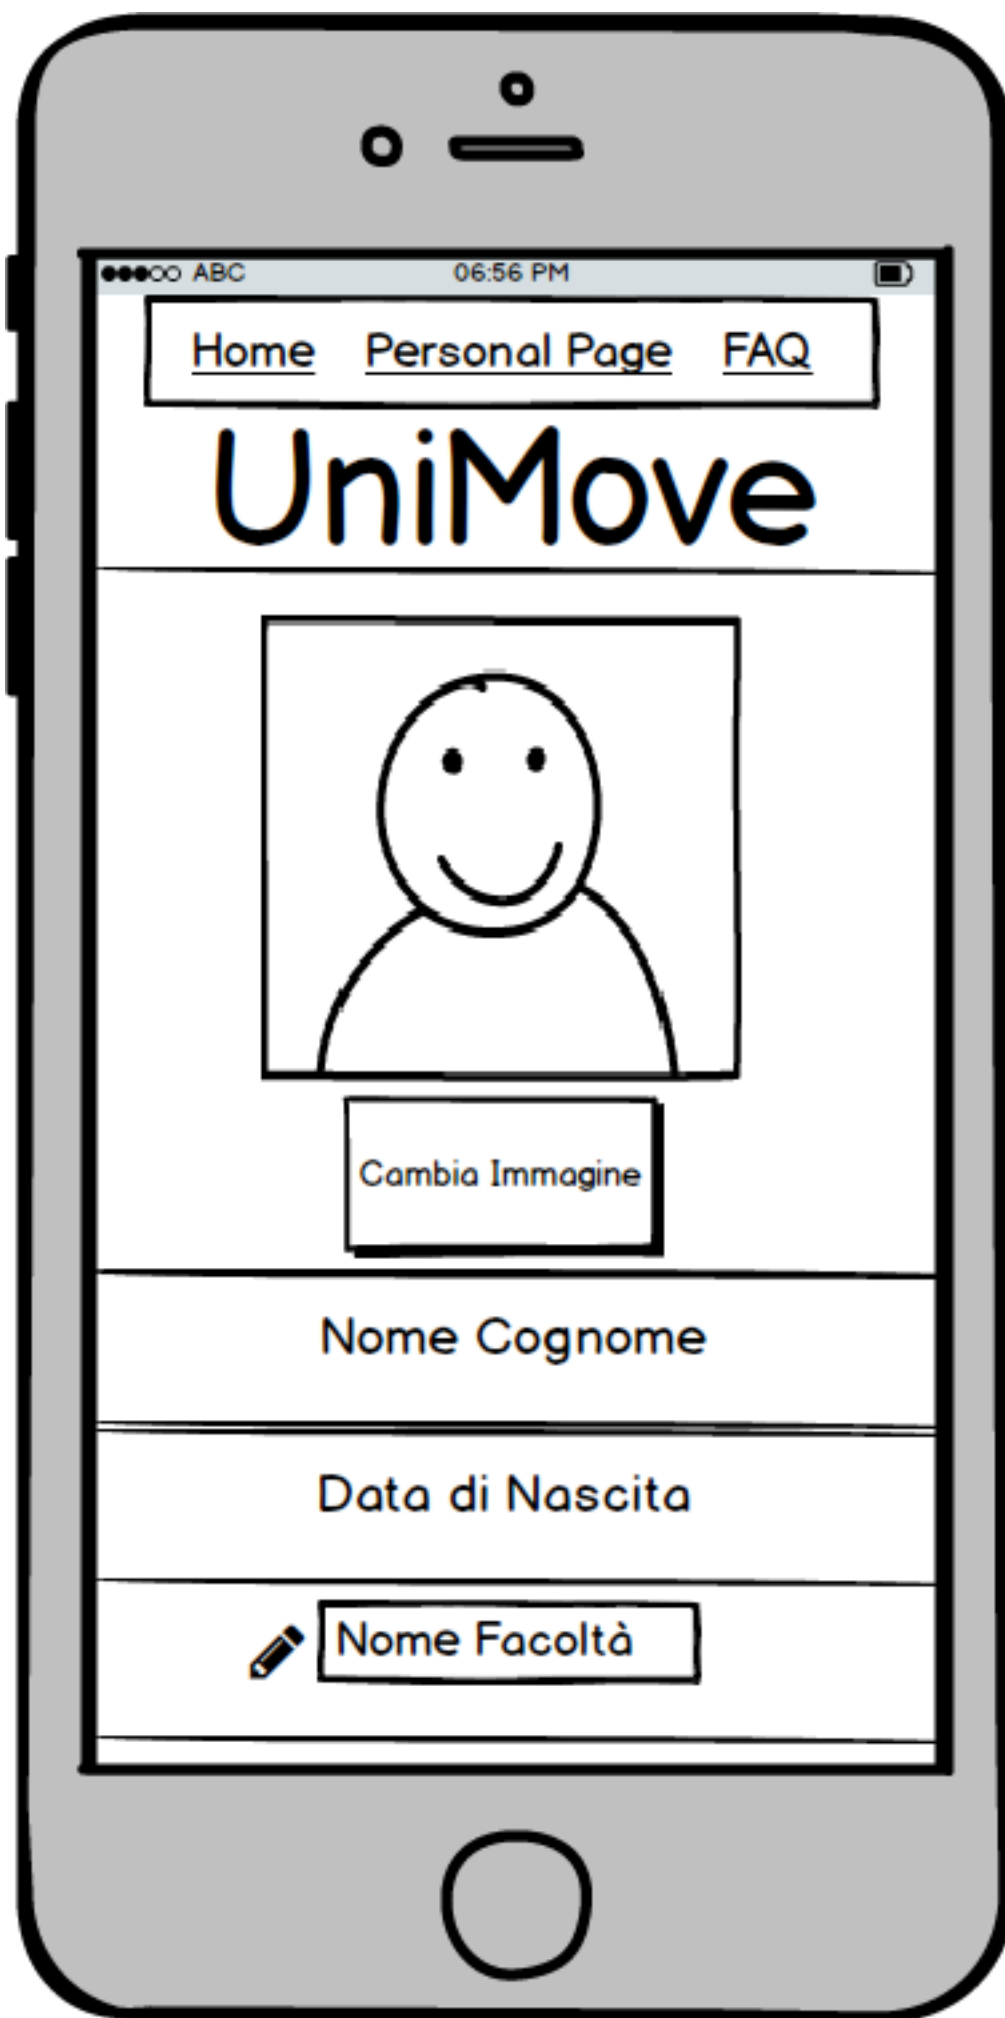 ABC 06:56 PM
Home Personal Page FAQ
UniMove
Cambia Immagine
Nome Cognome
Data di Nascita
Nome Facoltà